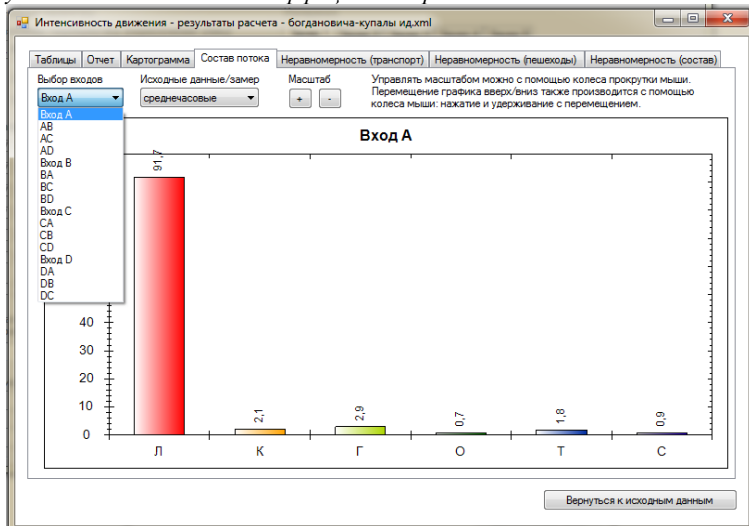 Интенсивность движения - результаты расчета - богдановича-купалы ид.xml
Таблицы Отчет Картограмма Состав потока Неравномерность (транспорт) Неравномерность (пешеходы) Неравномерность (состав)
Выбор входов Исходные данные/замер Масштаб
Вход А среднечасовые + -
Управлять масштабом можно с помощью колеса прокрутки мыши.
Перемещение графика вверх/вниз также производится с помощью
колеса мыши: нажатие и удерживание с перемещением.
Вход А
AB
AC
AD
Вход B
BA
BC
BD
Вход C
CA
CB
CD
Вход D
DA
DB
DC
Вход А
91,7
2,1
2,9
0,7
1,8
0,9
40
30
20
10
0
Л К Г О Т С
Вернуться к исходным данным